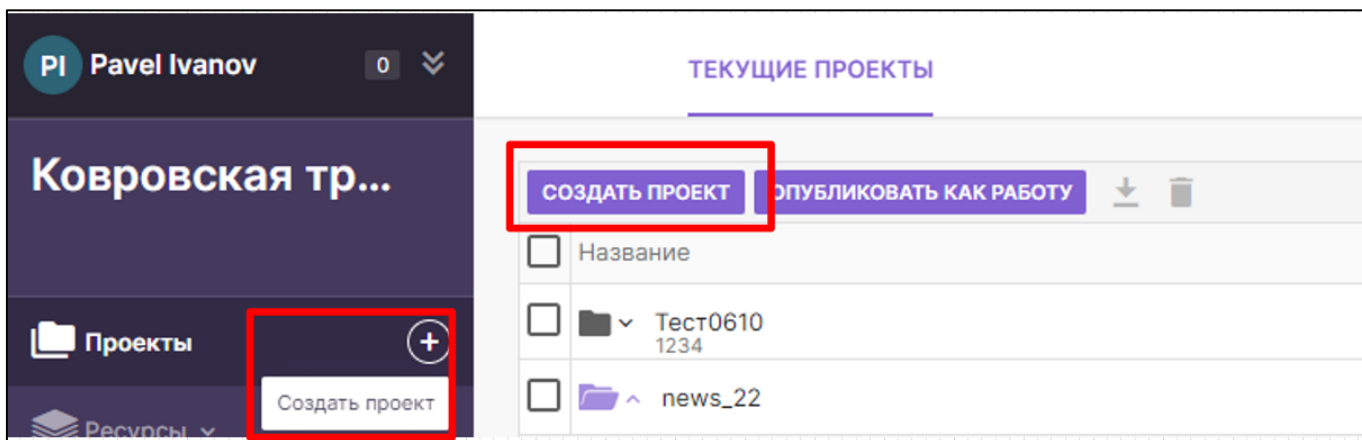 PI Pavel Ivanov 0
Ковровская тр...
Проекты
Создать проект
Ресурсы
ТЕКУЩИЕ ПРОЕКТЫ
СОЗДАТЬ ПРОЕКТ ОПУБЛИКОВАТЬ КАК РАБОТУ
Название
Тест0610
1234
news_22